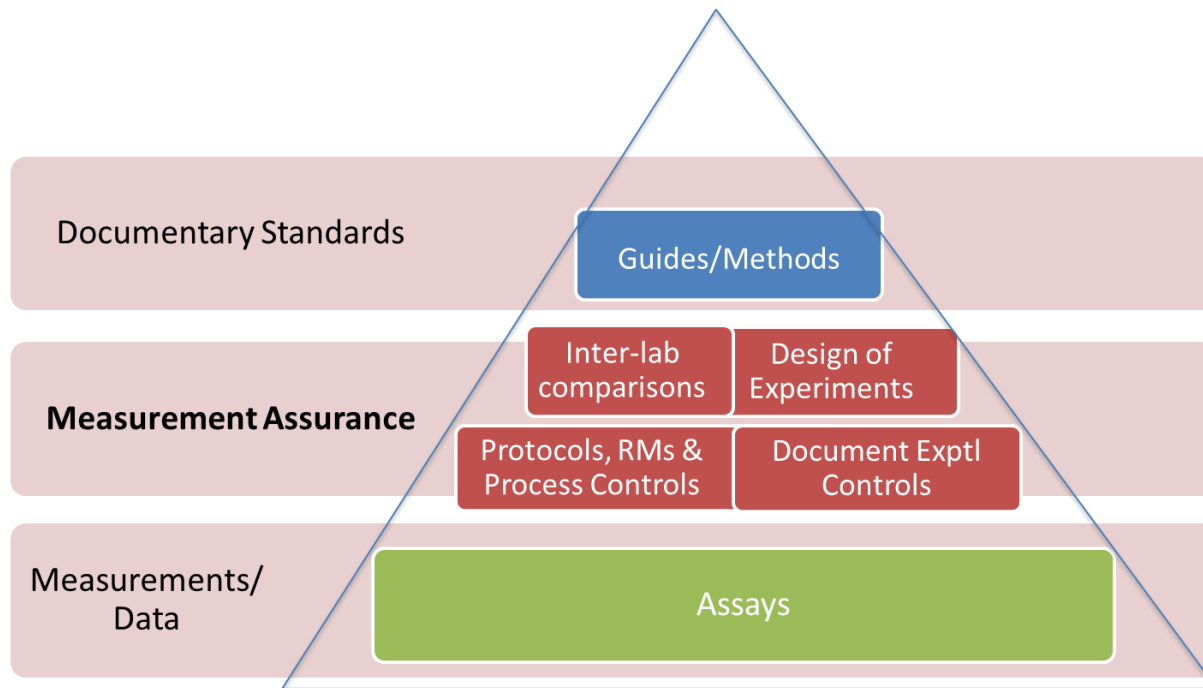 Documentary Standards
Guides/Methods
Inter-lab
comparisons
Design of
Experiments
Measurement Assurance
Protocols, RMs &
Process Controls
Document Exptl
Controls
Measurements/
Data
Assays